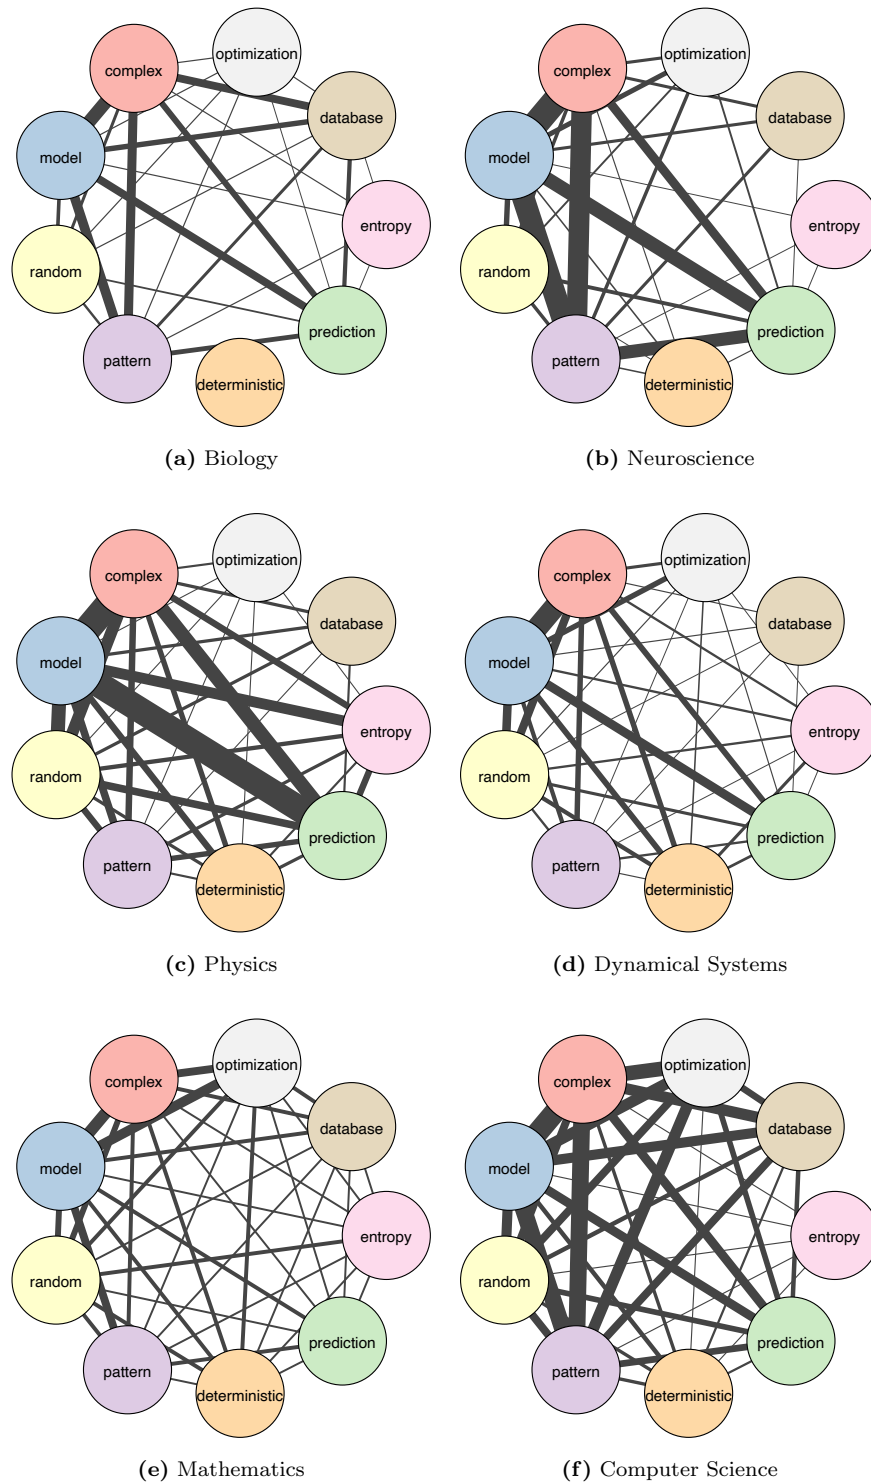 optimization
complex
database
model
entropy
random
prediction
pattern
deterministic
(a) Biology
optimization
complex
database
model
entropy
random
prediction
pattern
deterministic
(b) Neuroscience
optimization
complex
database
model
entropy
random
prediction
pattern
deterministic
(c) Physics
optimization
complex
database
model
entropy
random
prediction
pattern
deterministic
(d) Dynamical Systems
optimization
complex
database
model
entropy
random
prediction
pattern
deterministic
(e) Mathematics
optimization
complex
database
model
entropy
random
prediction
pattern
deterministic
(f) Computer Science